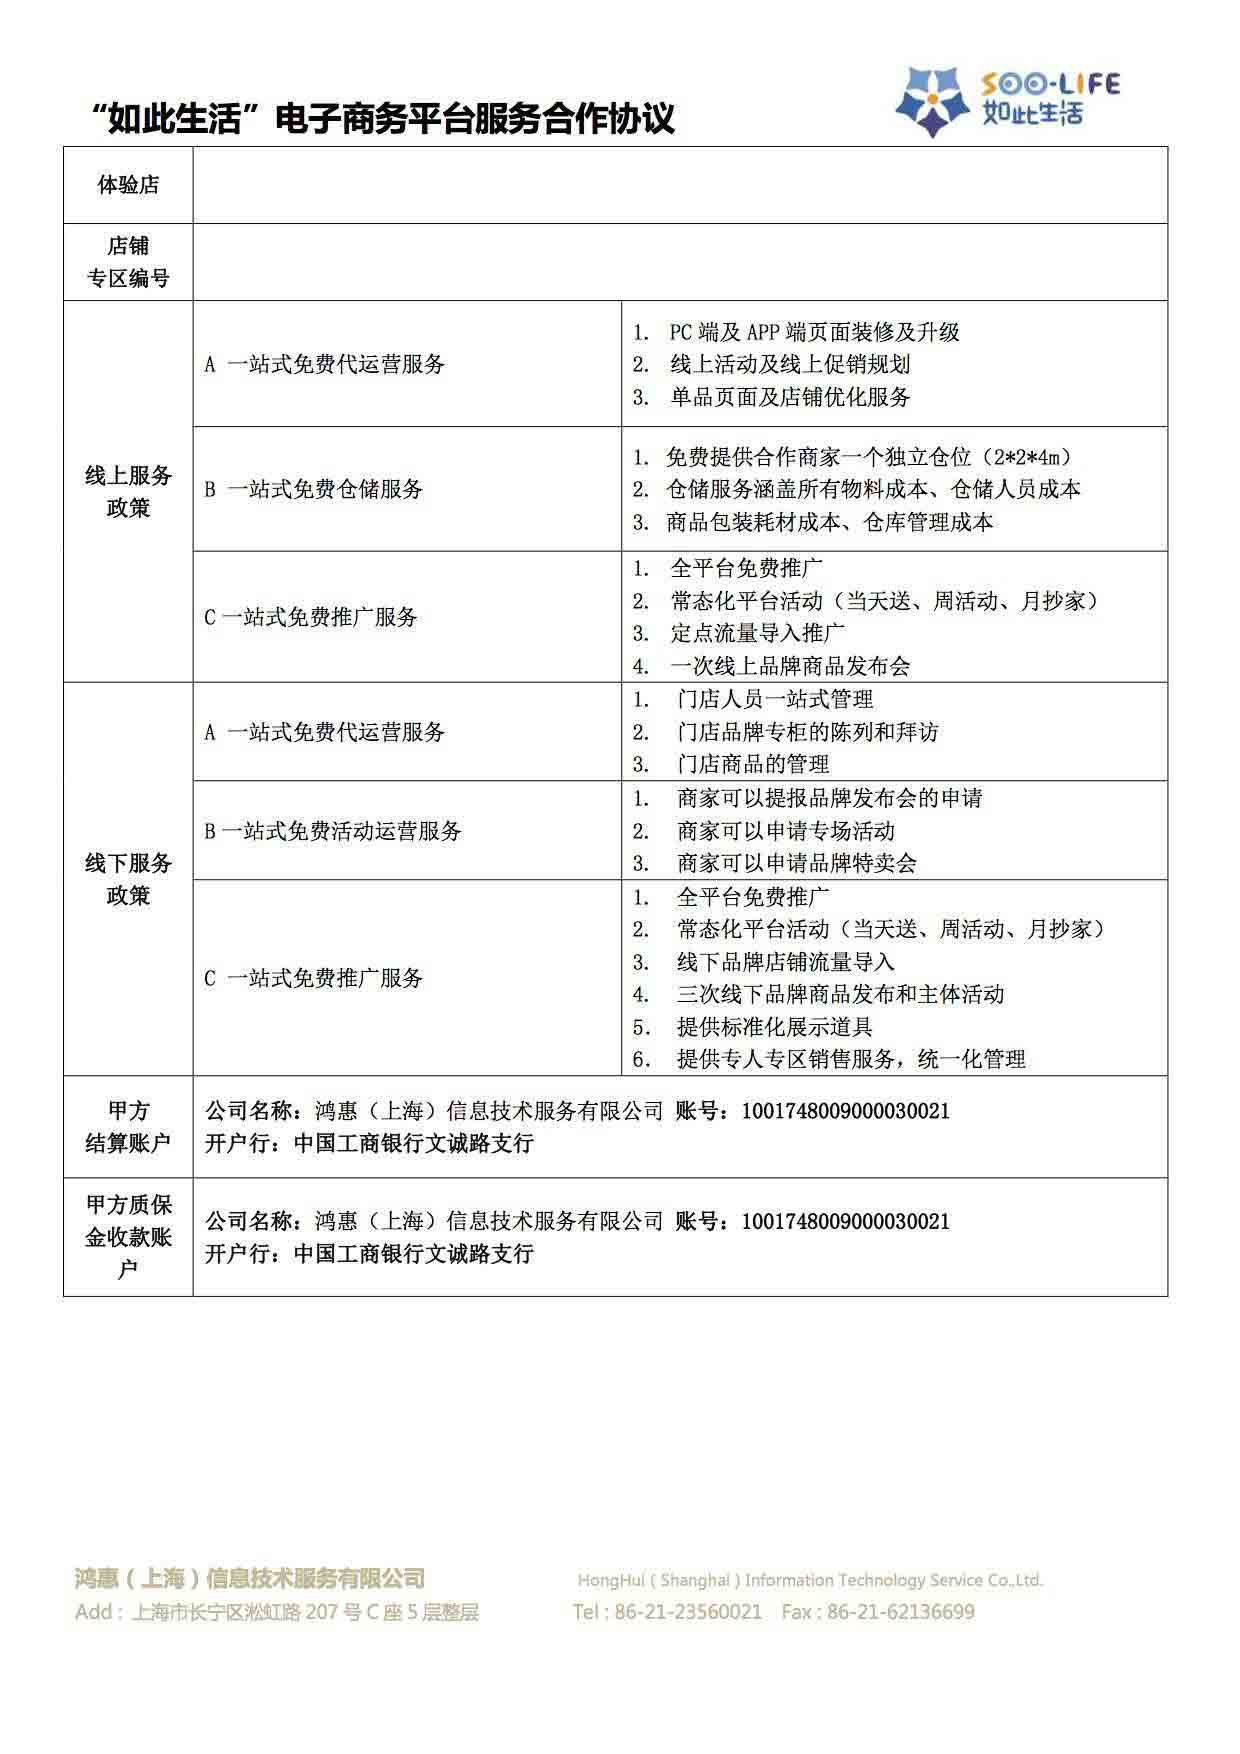 “如此生活”电子商务平台服务合作协议
SOO-LIFE
如此生活
体验店
店铺
专区编号
线上服务
政策
A 一站式免费代运营服务
1. PC 端及 APP 端页面装修及升级
2. 线上活动及线上促销规划
3. 单品页面及店铺优化服务
B 一站式免费仓储服务
1. 免费提供合作商家一个独立仓位（2*2*4m）
2. 仓储服务涵盖所有物料成本、仓储人员成本
3. 商品包装耗材成本、仓库管理成本
C 一站式免费推广服务
1. 全平台免费推广
2. 常态化平台活动（当天送、周活动、月抄家）
3. 定点流量导入推广
4. 一次线上品牌商品发布会
线下服务
政策
A 一站式免费代运营服务
1. 门店人员一站式管理
2. 门店品牌专柜的陈列和拜访
3. 门店商品的管理
B 一站式免费活动运营服务
1. 商家可以提报品牌发布会的申请
2. 商家可以申请专场活动
3. 商家可以申请品牌特卖会
C 一站式免费推广服务
1. 全平台免费推广
2. 常态化平台活动（当天送、周活动、月抄家）
3. 线下品牌店铺流量导入
4. 三次线下品牌商品发布和主体活动
5. 提供标准化展示道具
6. 提供专人专区销售服务，统一化管理
甲方
结算账户
公司名称：鸿惠（上海）信息技术服务有限公司 账号：1001748009000030021
开户行：中国工商银行文诚路支行
甲方质保
金收款账
户
公司名称：鸿惠（上海）信息技术服务有限公司 账号：1001748009000030021
开户行：中国工商银行文诚路支行
鸿惠（上海）信息技术服务有限公司 HongHui ( Shanghai ) Information Technology Service Co.,Ltd.
Add : 上海市长宁区淞虹路 207 号 C 座 5 层整层 Tel : 86-21-23560021 Fax : 86-21-62136699